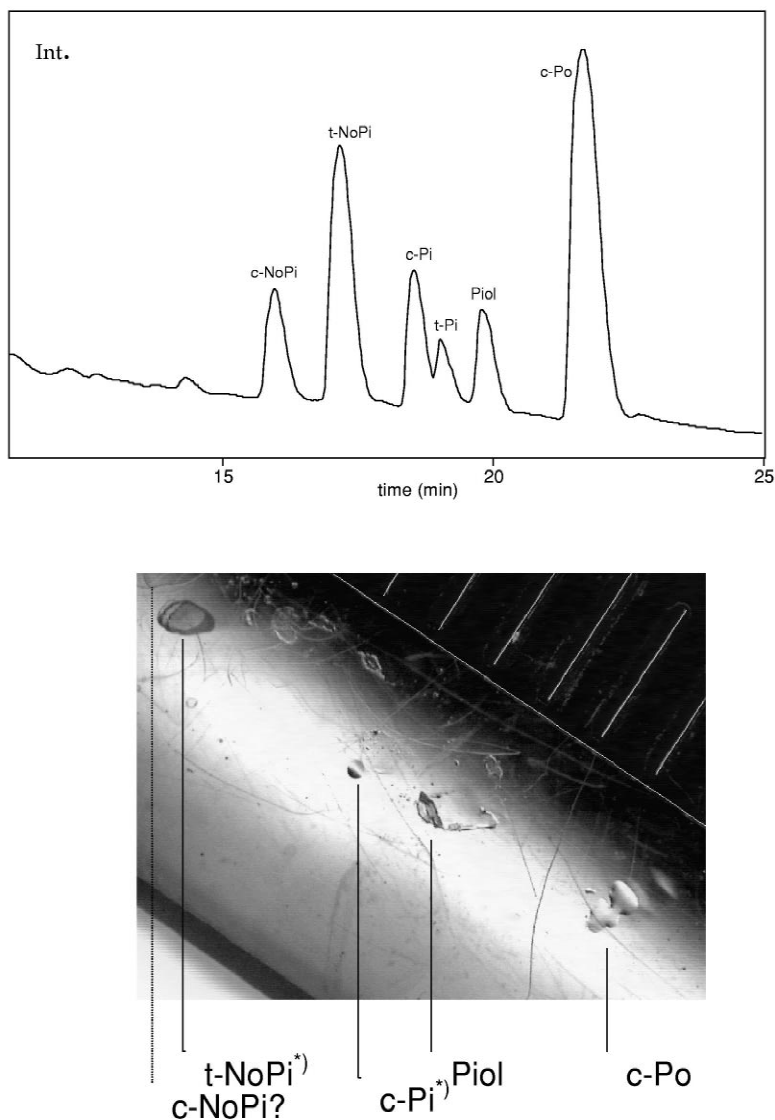 Int.
c-Po
t-NoPi
c-NoPi
c-Pi
Piol
t-Pi
15 20 25
time (min)
t-NoPi*) Piol c-Po
c-NoPi? c-Pi*)